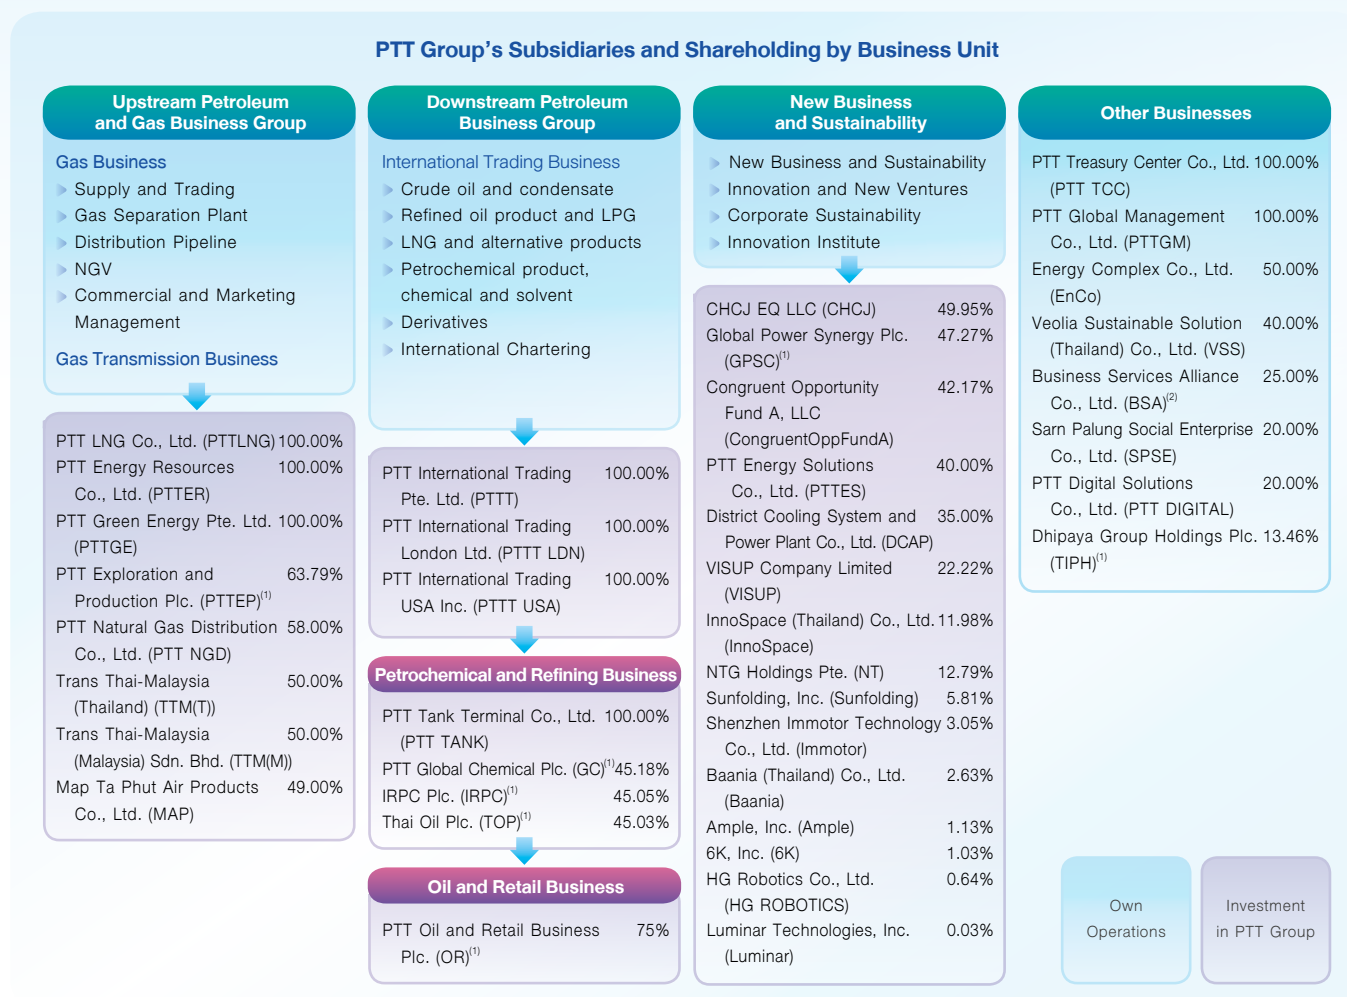 PTT Group's Subsidiaries and Shareholding by Business Unit
Upstream Petroleum
and Gas Business Group
Gas Business
Supply and Trading
Gas Separation Plant
Distribution Pipeline
NGV
Commercial and Marketing
Management
Gas Transmission Business
PTT LNG Co., Ltd. (PTTLNG) 100.00%
PTT Energy Resources 100.00%
Co., Ltd. (PTTER)
PTT Green Energy Pte. Ltd. 100.00%
(PTTGE)
PTT Exploration and 63.79%
Production Plc. (PTTEP)(1)
PTT Natural Gas Distribution 58.00%
Co., Ltd. (PTT NGD)
Trans Thai-Malaysia 50.00%
(Thailand) (TTM(T))
Trans Thai-Malaysia 50.00%
(Malaysia) Sdn. Bhd. (TTM(M))
Map Ta Phut Air Products 49.00%
Co., Ltd. (MAP)
Downstream Petroleum
Business Group
International Trading Business
Crude oil and condensate
Refined oil product and LPG
LNG and alternative products
Petrochemical product,
chemical and solvent
Derivatives
International Chartering
PTT International Trading 100.00%
Pte. Ltd. (PTTT)
PTT International Trading 100.00%
London Ltd. (PTTT LDN)
PTT International Trading 100.00%
USA Inc. (PTTT USA)
Petrochemical and Refining Business
PTT Tank Terminal Co., Ltd. 100.00%
(PTT TANK)
PTT Global Chemical Plc. (GC)(1) 45.18%
IRPC Plc. (IRPC)(1) 45.05%
Thai Oil Plc. (TOP)(1) 45.03%
Oil and Retail Business
PTT Oil and Retail Business 75%
Plc. (OR)(1)
New Business
and Sustainability
New Business and Sustainability
Innovation and New Ventures
Corporate Sustainability
Innovation Institute
CHCJ EQ LLC (CHCJ) 49.95%
Global Power Synergy Plc. 47.27%
(GPSC)(1)
Congruent Opportunity 42.17%
Fund A, LLC
(CongruentOppFundA)
PTT Energy Solutions 40.00%
Co., Ltd. (PTTES)
District Cooling System and 35.00%
Power Plant Co., Ltd. (DCAP)
VISUP Company Limited 22.22%
(VISUP)
InnoSpace (Thailand) Co., Ltd. 11.98%
(InnoSpace)
NTG Holdings Pte. (NT) 12.79%
Sunfolding, Inc. (Sunfolding) 5.81%
Shenzhen Immotor Technology 3.05%
Co., Ltd. (Immotor)
Baania (Thailand) Co., Ltd. 2.63%
(Baania)
Ample, Inc. (Ample) 1.13%
6K, Inc. (6K) 1.03%
HG Robotics Co., Ltd. 0.64%
(HG ROBOTICS)
Luminar Technologies, Inc. 0.03%
(Luminar)
Other Businesses
PTT Treasury Center Co., Ltd. 100.00%
(PTT TCC)
PTT Global Management 100.00%
Co., Ltd. (PTTGM)
Energy Complex Co., Ltd. 50.00%
(EnCo)
Veolia Sustainable Solution 40.00%
(Thailand) Co., Ltd. (VSS)
Business Services Alliance 25.00%
Co., Ltd. (BSA)(2)
Sarn Palung Social Enterprise 20.00%
Co., Ltd. (SPSE)
PTT Digital Solutions 20.00%
Co., Ltd. (PTT DIGITAL)
Dhipaya Group Holdings Plc. 13.46%
(TIPH)(1)
Own
Operations
Investment
in PTT Group